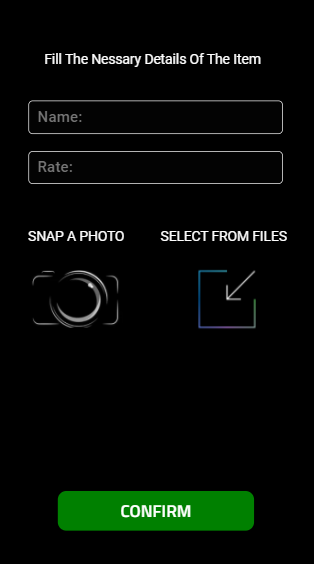 Fill The Nessary Details Of The Item
Name:
Rate:
SNAP A PHOTO SELECT FROM FILES
CONFIRM